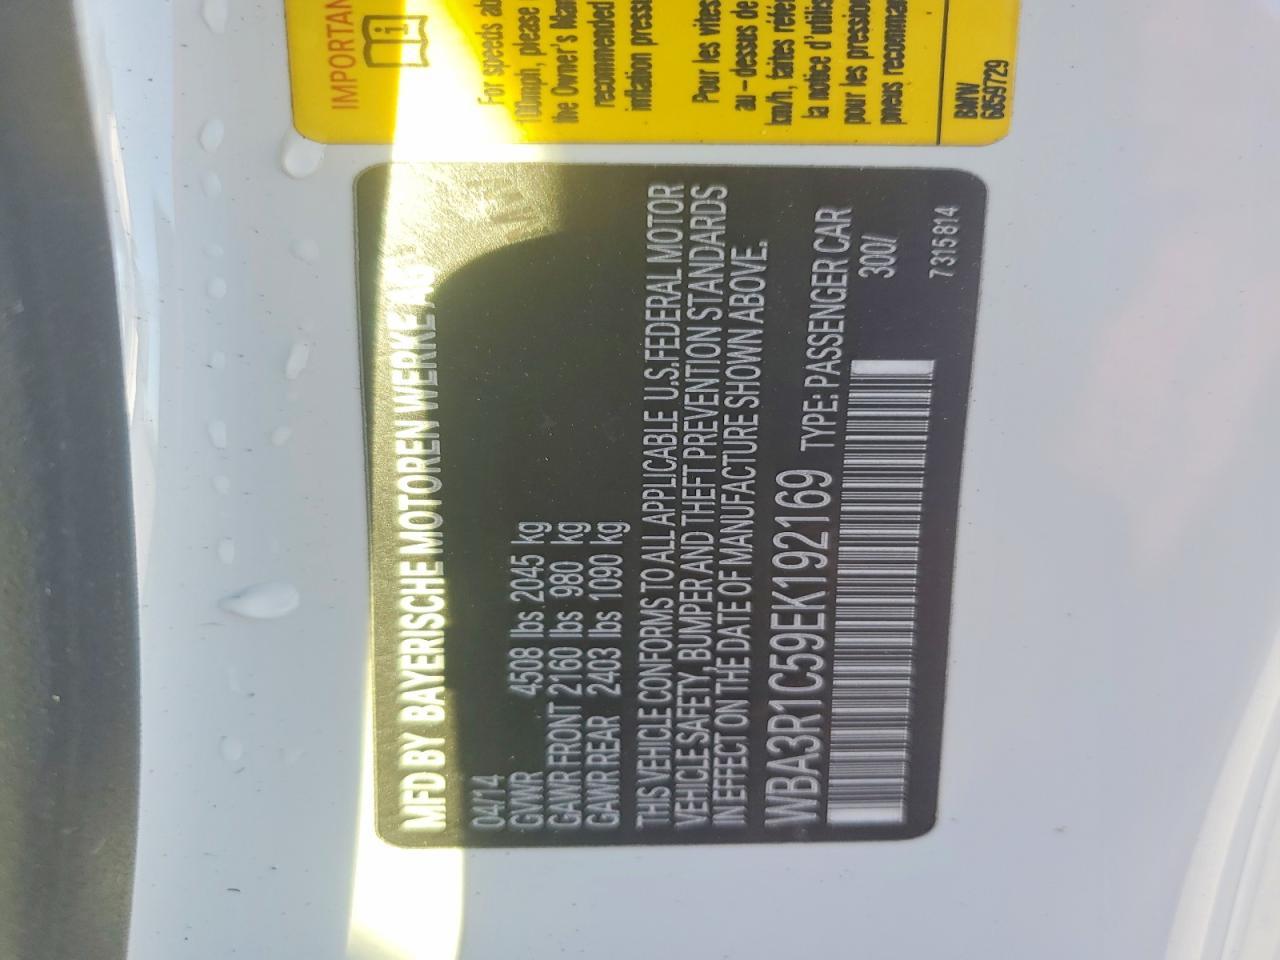 IMPORTAN
For speeds ab
100mph, please
the Owner's Man
recommended
inflation pressu
Pour les vites
au-dessus de
km/h, faites
la notice d'utilis
pour les pression
pneus recomman
BMW
6859729
MFD BY BAYERISCHE MOTOREN WERKE AG
04/14
GVWR 4508 lbs 2045 kg
GAWR FRONT 2160 lbs 980 kg
GAWR REAR 2403 lbs 1090 kg
THIS VEHICLE CONFORMS TO ALL APPLICABLE U.S.FEDERAL MOTOR
VEHICLE SAFETY, BUMPER AND THEFT PREVENTION STANDARDS
IN EFFECT ON THE DATE OF MANUFACTURE SHOWN ABOVE.
WBA3R1C59EK192169 TYPE: PASSENGER CAR
300/
7315814